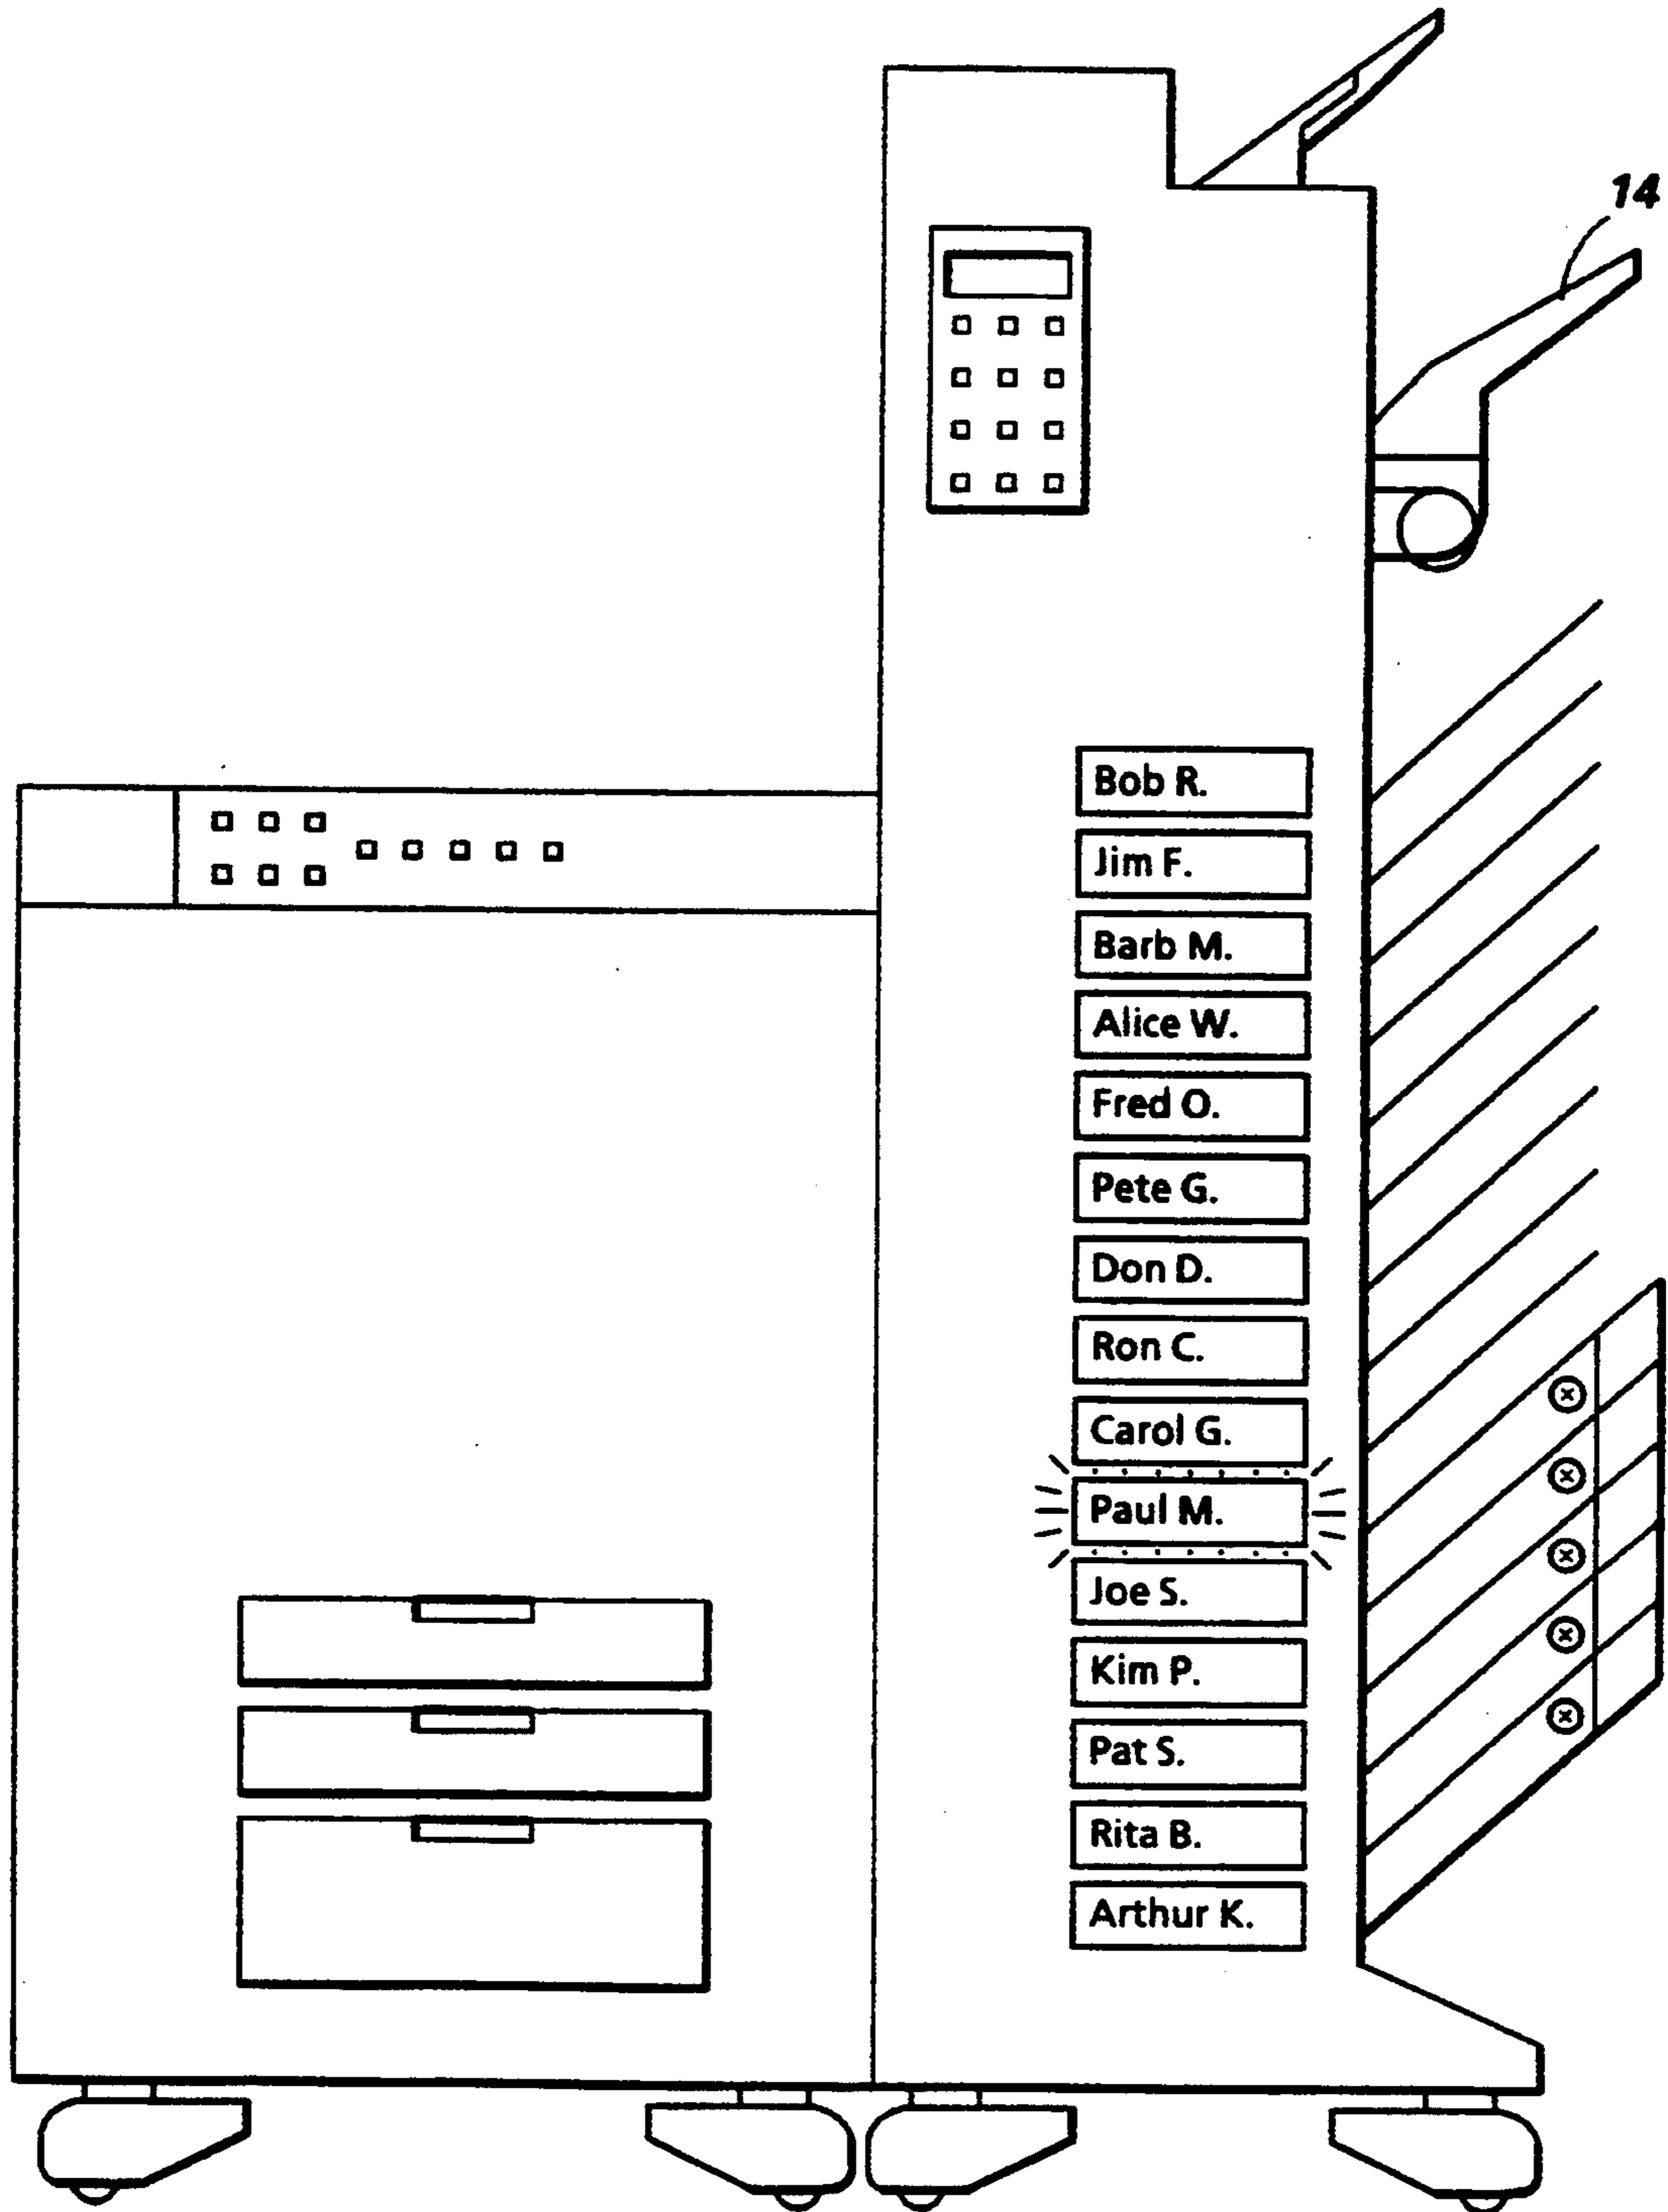 14
Bob R.
Jim F.
Barb M.
Alice W.
Fred O.
Pete G.
Don D.
Ron C.
Carol G.
Paul M.
Joe S.
Kim P.
Pat S.
Rita B.
Arthur K.